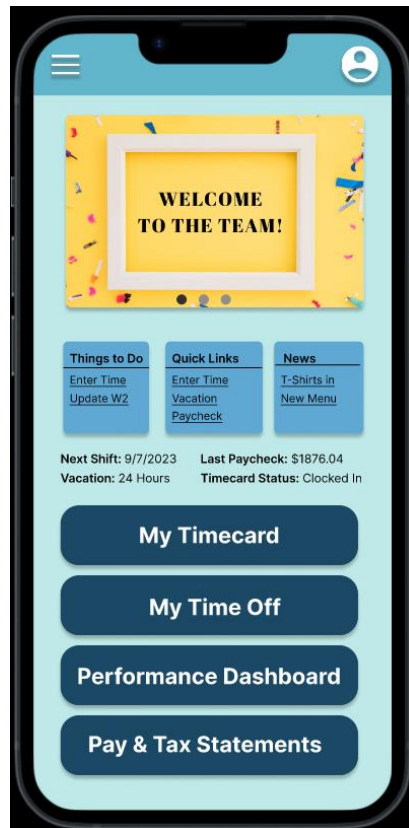 WELCOME
TO THE TEAM!
Things to Do
Enter Time
Update W2
Quick Links
Enter Time
Vacation
Paycheck
News
T-Shirts in
New Menu
Next Shift: 9/7/2023
Last Paycheck: $1876.04
Vacation: 24 Hours
Timecard Status: Clocked In
My Timecard
My Time Off
Performance Dashboard
Pay & Tax Statements